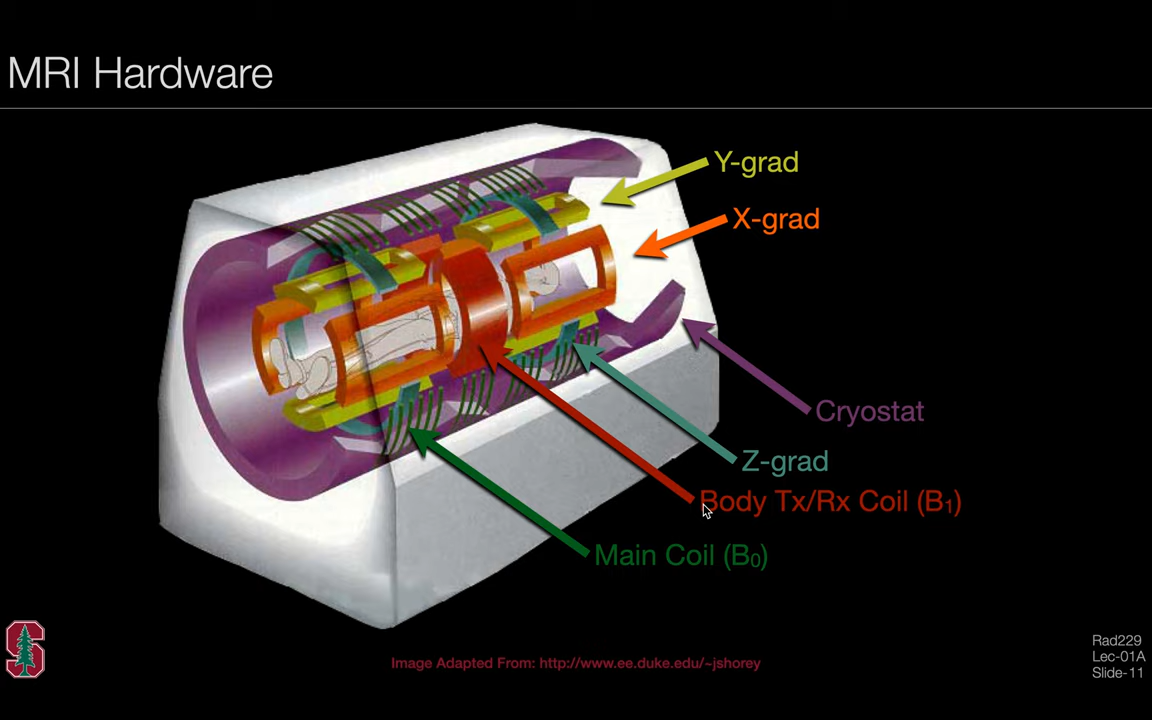 MRI Hardware
Y-grad
X-grad
Cryostat
Z-grad
Body Tx/Rx Coil (B₁)
Main Coil (B₀)
S
Image Adapted From: http://www.ee.duke.edu/~jshorey
Rad229
Lec-01A
Slide-11